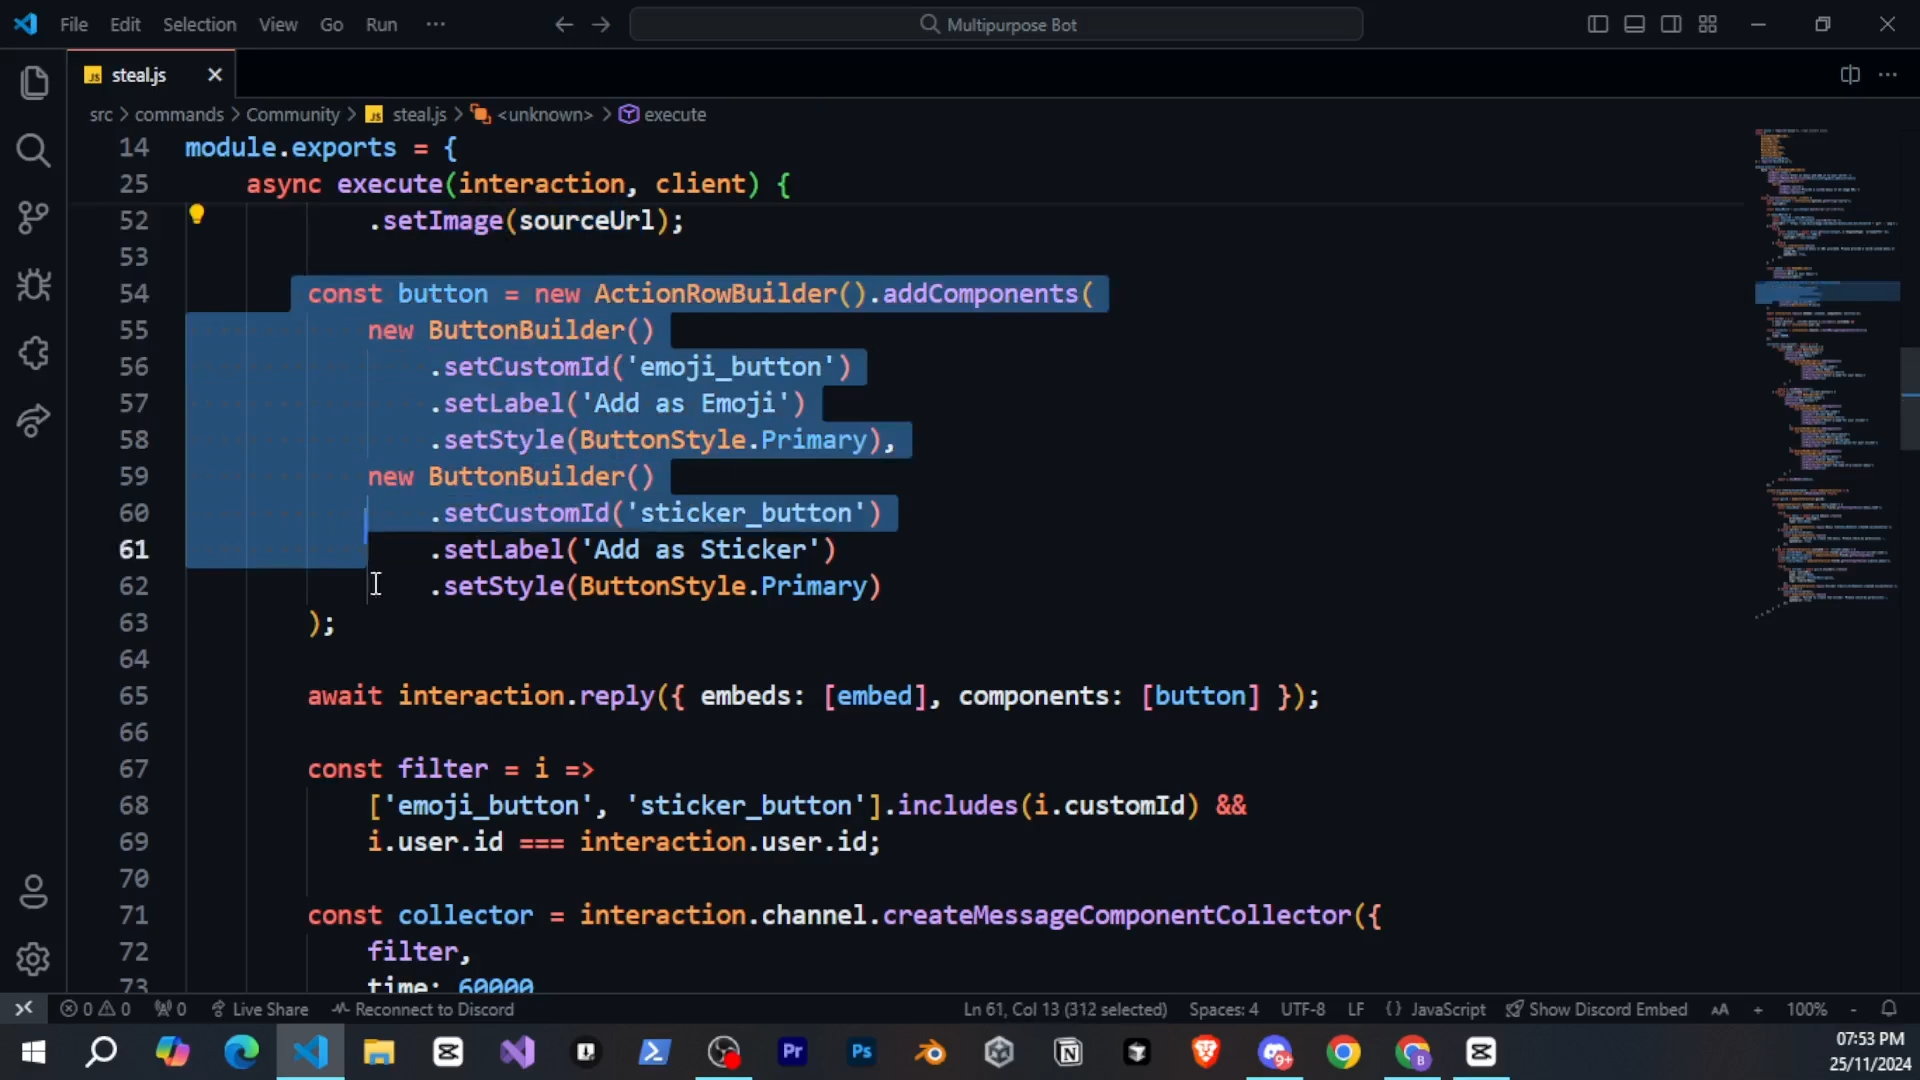 File Edit Selection View Go Run ···
Multipurpose Bot
JS steal.js
src > commands > Community > JS steal.js > <unknown> > execute
14 module.exports = {
25 async execute(interaction, client) {
52 .setImage(sourceUrl);
53
54 const button = new ActionRowBuilder().addComponents(
55 new ButtonBuilder()
56 .setCustomId('emoji_button')
57 .setLabel('Add as Emoji')
58 .setStyle(ButtonStyle.Primary),
59 new ButtonBuilder()
60 .setCustomId('sticker_button')
61 .setLabel('Add as Sticker')
62 .setStyle(ButtonStyle.Primary)
63 );
64
65 await interaction.reply({ embeds: [embed], components: [button] });
66
67 const filter = i =>
68 ['emoji_button', 'sticker_button'].includes(i.customId) &&
69 i.user.id === interaction.user.id;
70
71 const collector = interaction.channel.createMessageComponentCollector({
72 filter,
73 time: 60000
0 0 0 Live Share Reconnect to Discord Ln 61, Col 13 (312 selected) Spaces: 4 UTF-8 LF {} JavaScript Show Discord Embed AA + 100% -
Pr Ps 9+ B
07:53 PM
25/11/2024